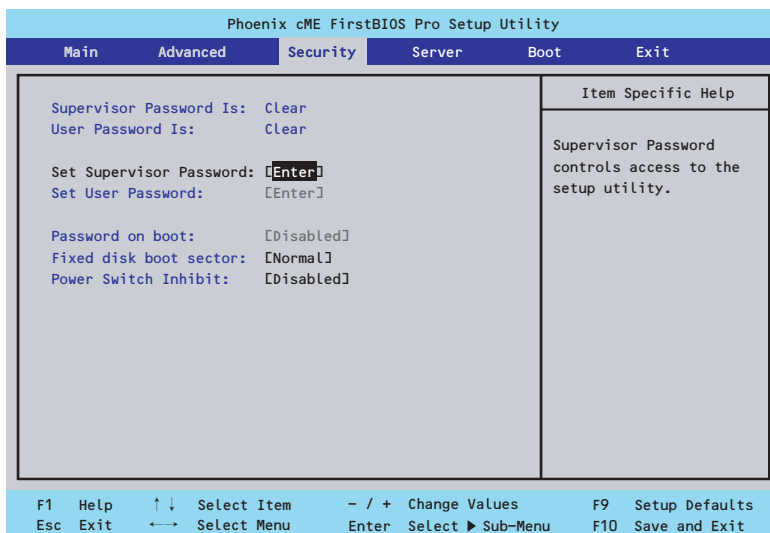 Phoenix cME FirstBIOS Pro Setup Utility
Main Advanced Security Server Boot Exit
Supervisor Password Is: Clear
User Password Is: Clear
Set Supervisor Password: [Enter]
Set User Password: [Enter]
Password on boot: [Disabled]
Fixed disk boot sector: [Normal]
Power Switch Inhibit: [Disabled]
Item Specific Help
Supervisor Password
controls access to the
setup utility.
F1 Help ↑↓ Select Item - / + Change Values F9 Setup Defaults
Esc Exit ←→ Select Menu Enter Select ▶ Sub-Menu F10 Save and Exit